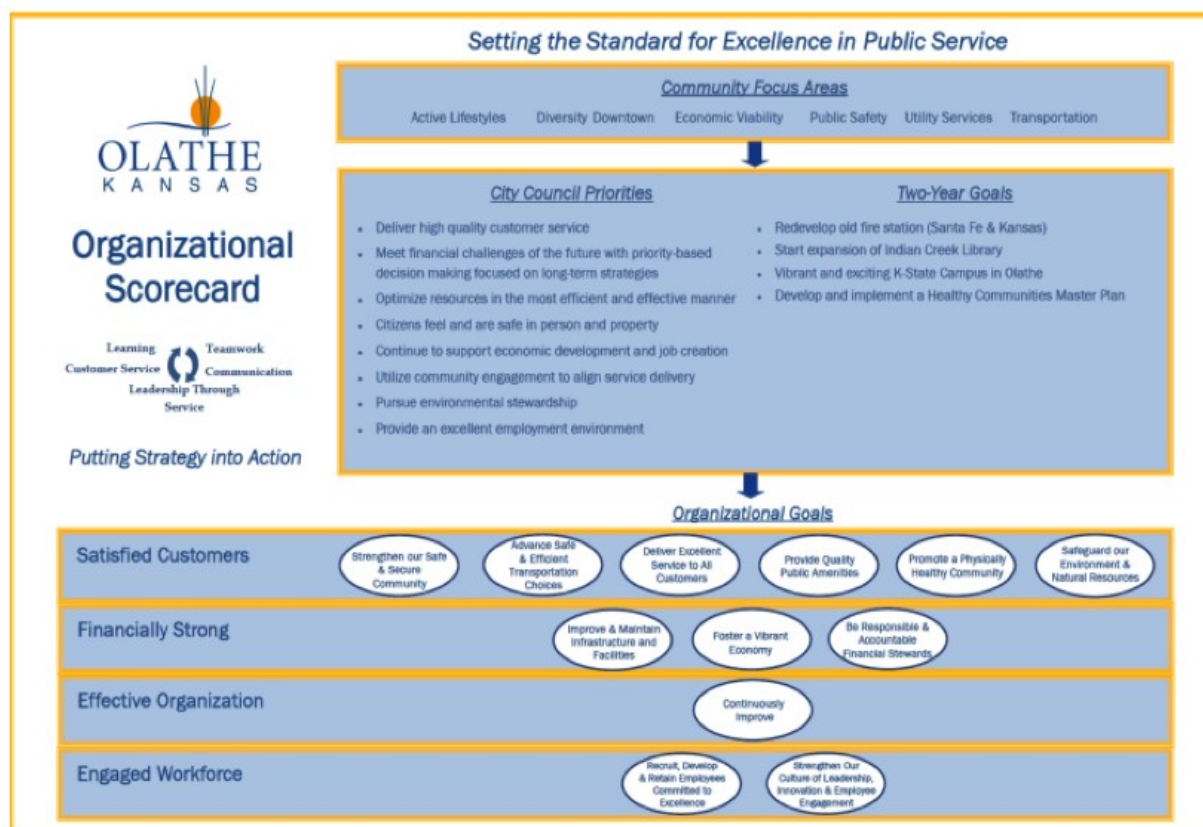 Setting the Standard for Excellence in Public Service
OLATHE
KANSAS
Organizational
Scorecard
Learning
Teamwork
Customer Service
Communication
Leadership Through
Service
Putting Strategy into Action
Community Focus Areas
Active Lifestyles Diversity Downtown Economic Viability Public Safety Utility Services Transportation
City Council Priorities
• Deliver high quality customer service
• Meet financial challenges of the future with priority-based
decision making focused on long-term strategies
• Optimize resources in the most efficient and effective manner
• Citizens feel and are safe in person and property
• Continue to support economic development and job creation
• Utilize community engagement to align service delivery
• Pursue environmental stewardship
• Provide an excellent employment environment
Two-Year Goals
• Redevelop old fire station (Santa Fe & Kansas)
• Start expansion of Indian Creek Library
• Vibrant and exciting K-State Campus in Olathe
• Develop and implement a Healthy Communities Master Plan
Organizational Goals
Satisfied Customers
Strengthen our Safe
& Secure
Community
Advance Safe
& Efficient
Transportation
Choices
Deliver Excellent
Service to All
Customers
Provide Quality
Public Amenities
Promote a Physically
Healthy Community
Safeguard our
Environment &
Natural Resources
Financially Strong
Improve & Maintain
Infrastructure and
Facilities
Foster a Vibrant
Economy
Be Responsible &
Accountable
Financial Stewards
Effective Organization
Continuously
Improve
Engaged Workforce
Recruit, Develop
& Retain Employees
Committed to
Excellence
Strengthen Our
Culture of Leadership,
Innovation & Employee
Engagement